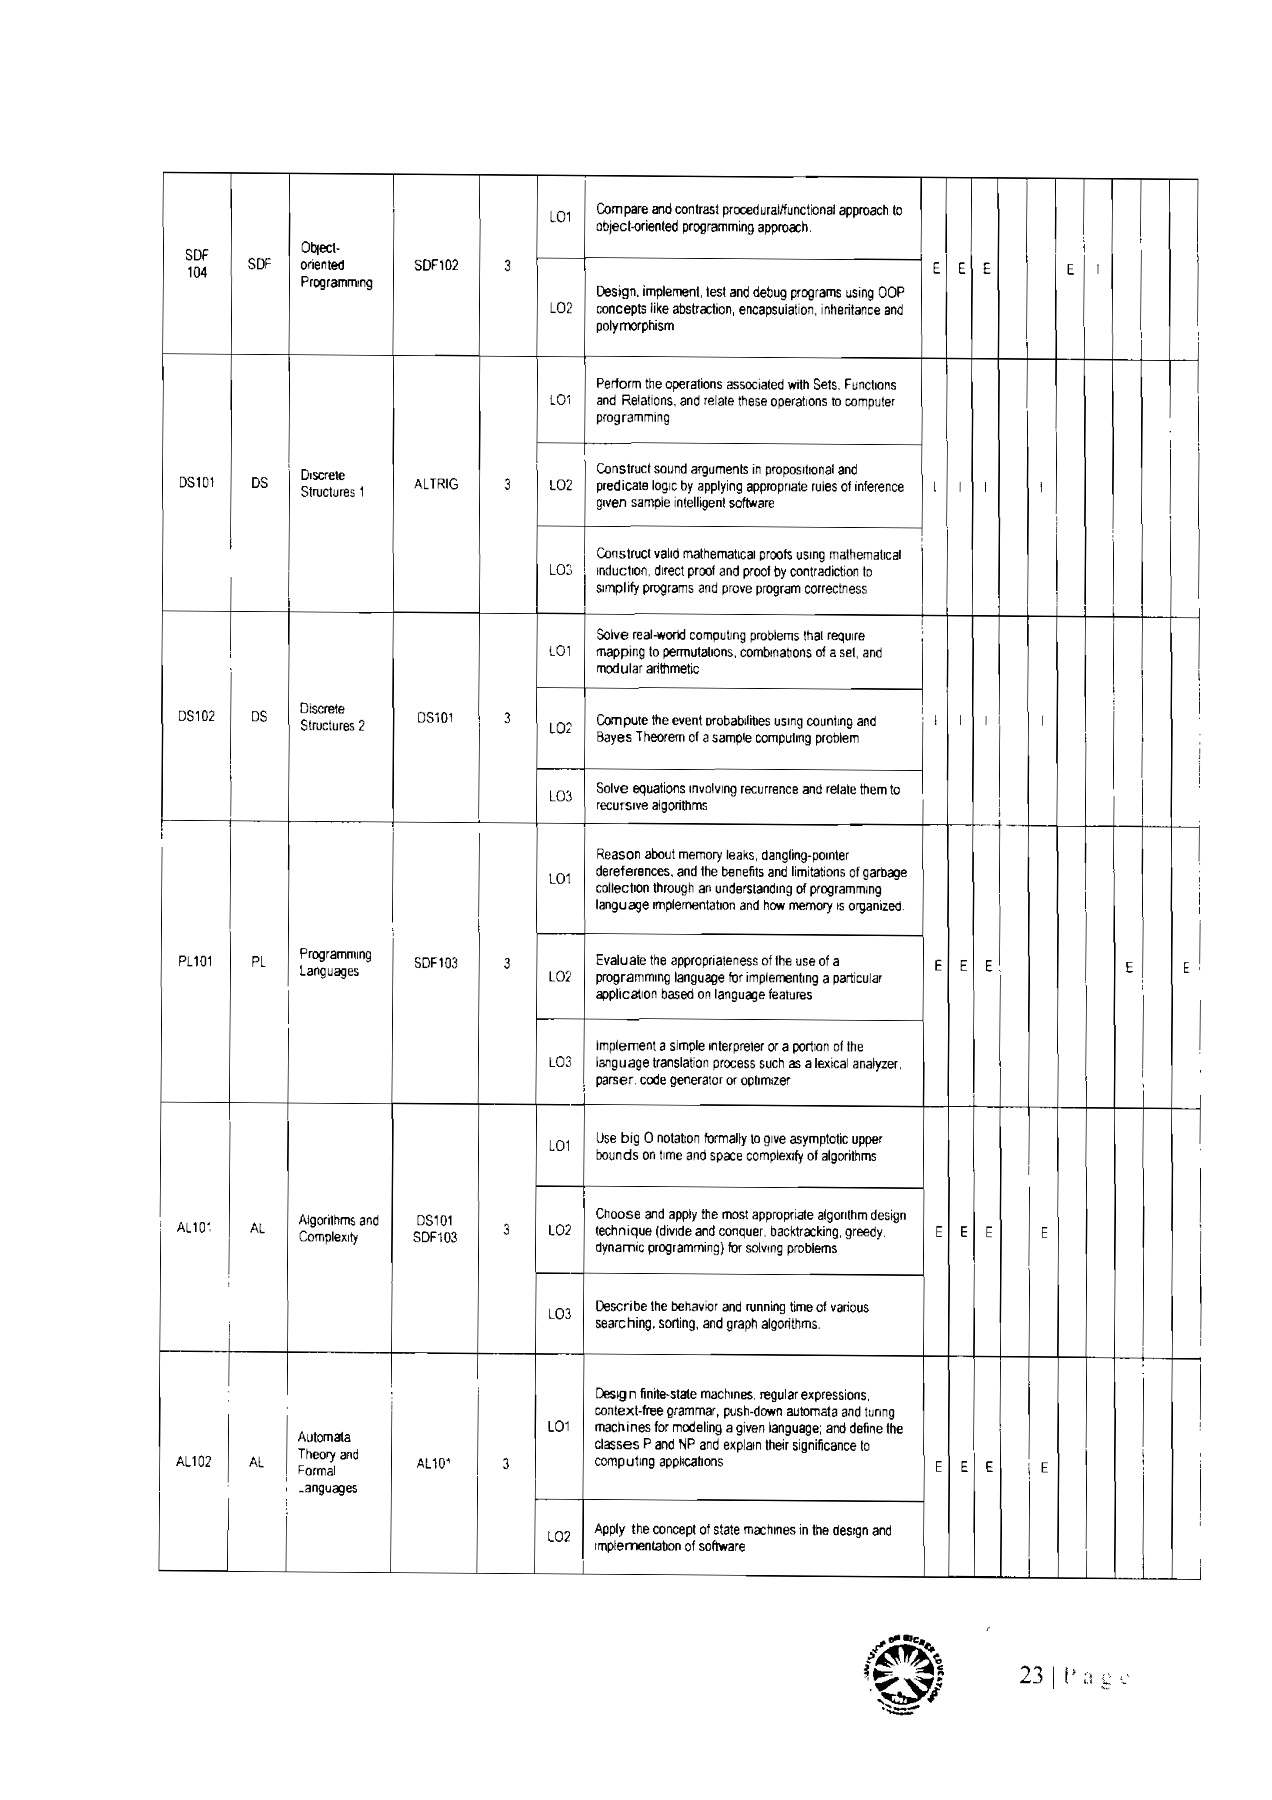 SDF
104
SDF
Object-
oriented
Programming
SDF102
3
LO1
Compare and contrast procedural/functional approach to
object-oriented programming approach.
LO2
Design, implement, test and debug programs using OOP
concepts like abstraction, encapsulation, inheritance and
polymorphism
E E E E I
DS101
DS
Discrete
Structures 1
ALTRIG
3
LO1
Perform the operations associated with Sets, Functions
and Relations, and relate these operations to computer
programming
LO2
Construct sound arguments in propositional and
predicate logic by applying appropriate rules of inference
given sample intelligent software
LO3
Construct valid mathematical proofs using mathematical
induction, direct proof and proof by contradiction to
simplify programs and prove program correctness
I I I I
DS102
DS
Discrete
Structures 2
DS101
3
LO1
Solve real-world computing problems that require
mapping to permutations, combinations of a set, and
modular arithmetic
LO2
Compute the event probabilities using counting and
Bayes Theorem of a sample computing problem
LO3
Solve equations involving recurrence and relate them to
recursive algorithms
I I I I
PL101
PL
Programming
Languages
SDF103
3
LO1
Reason about memory leaks, dangling-pointer
dereferences, and the benefits and limitations of garbage
collection through an understanding of programming
language implementation and how memory is organized.
LO2
Evaluate the appropriateness of the use of a
programming language for implementing a particular
application based on language features
LO3
Implement a simple interpreter or a portion of the
language translation process such as a lexical analyzer,
parser, code generator or optimizer
E E E E E
AL101
AL
Algorithms and
Complexity
DS101
SDF103
3
LO1
Use big O notation formally to give asymptotic upper
bounds on time and space complexity of algorithms
LO2
Choose and apply the most appropriate algorithm design
technique (divide and conquer, backtracking, greedy,
dynamic programming) for solving problems
LO3
Describe the behavior and running time of various
searching, sorting, and graph algorithms.
E E E E
AL102
AL
Automata
Theory and
Formal
Languages
AL101
3
LO1
Design finite-state machines, regular expressions,
context-free grammar, push-down automata and turing
machines for modeling a given language; and define the
classes P and NP and explain their significance to
computing applications
LO2
Apply the concept of state machines in the design and
implementation of software
E E E E
23 | P a g e